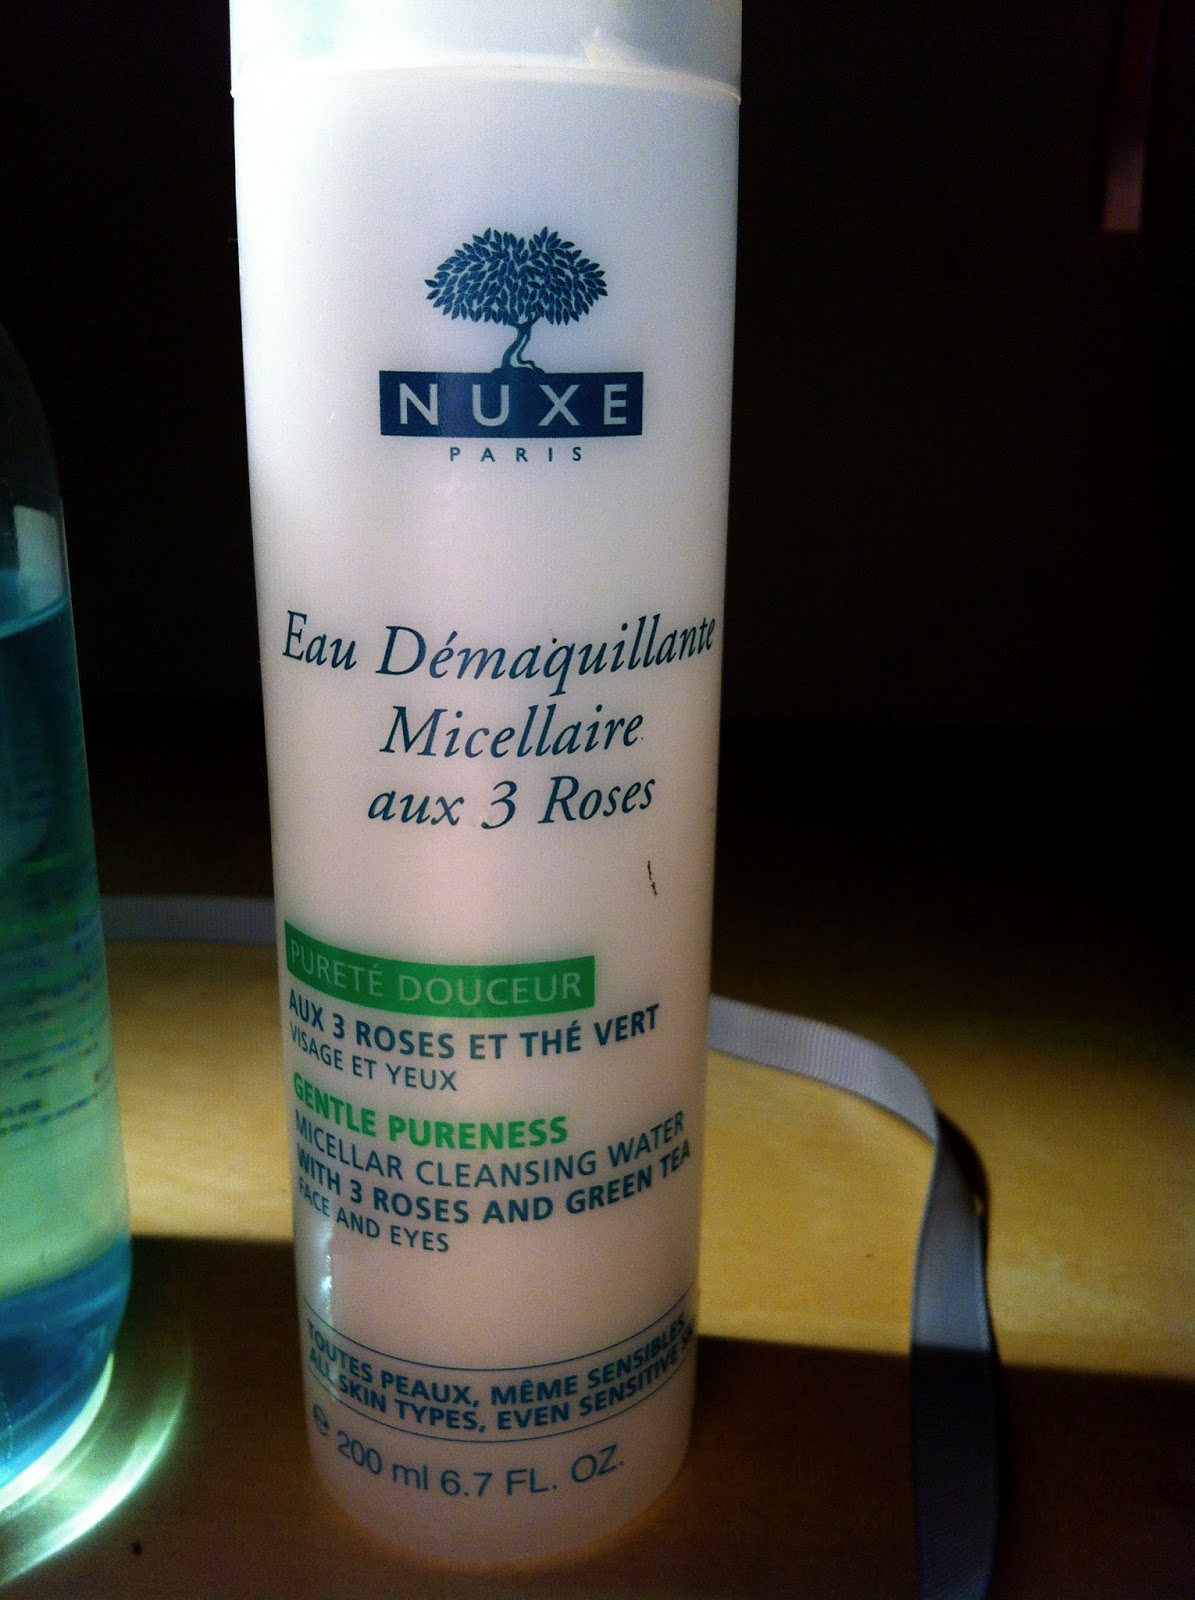 NUXE
PARIS
Eau Démaquillante
Micellaire
aux 3 Roses
PURETÉ DOUCEUR
AUX 3 ROSES ET THÉ VERT
VISAGE ET YEUX
GENTLE PURENESS
MICELLAR CLEANSING WATER
WITH 3 ROSES AND GREEN TEA
FACE AND EYES
TOUTES PEAUX, MÊME SENSIBLES
ALL SKIN TYPES, EVEN SENSITIVE
℮ 200 ml 6.7 FL. OZ.